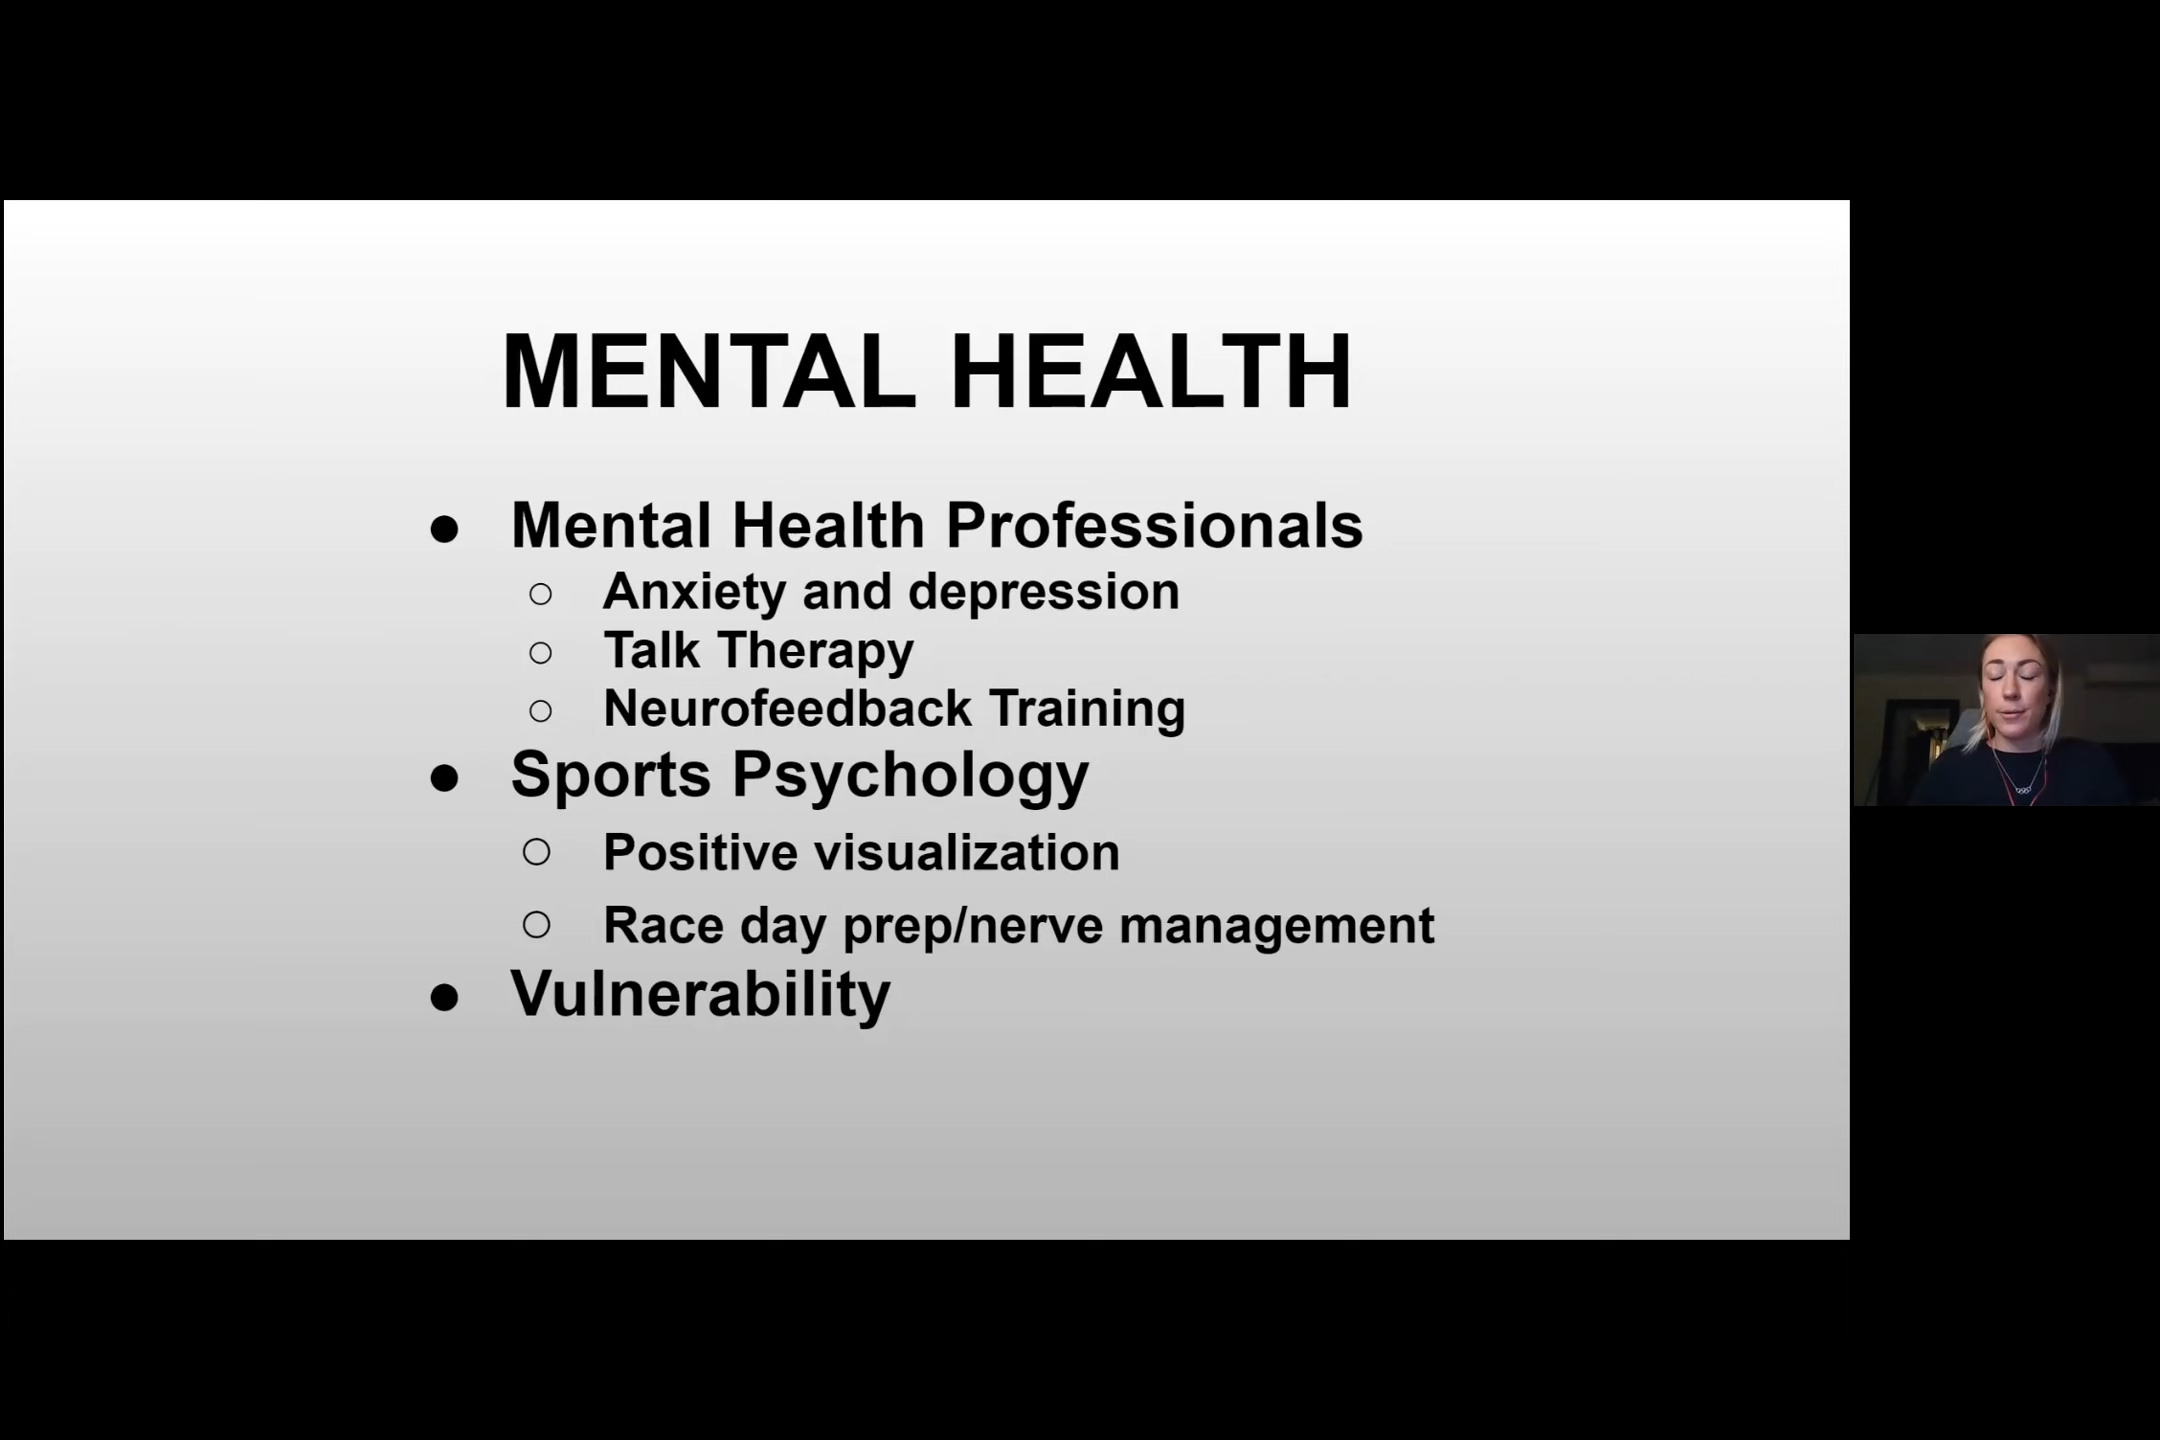 MENTAL HEALTH
● Mental Health Professionals
○ Anxiety and depression
○ Talk Therapy
○ Neurofeedback Training
● Sports Psychology
○ Positive visualization
○ Race day prep/nerve management
● Vulnerability